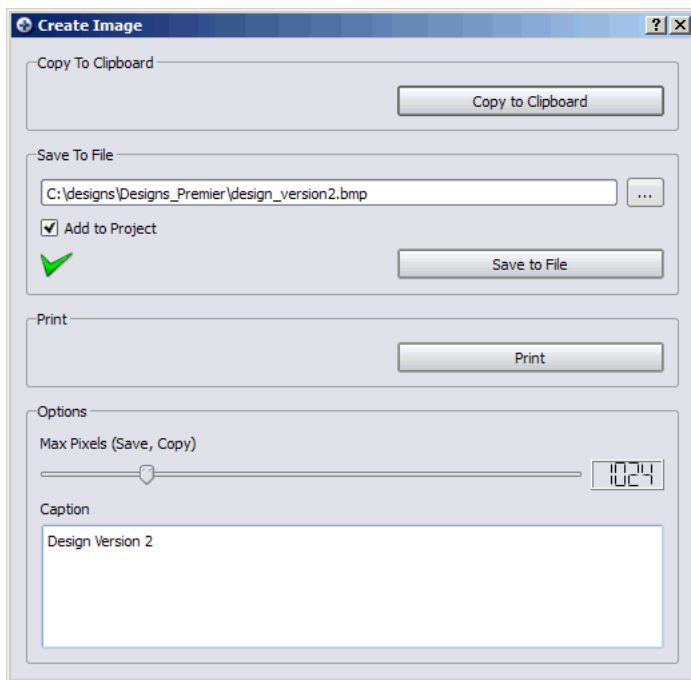 Create Image
Copy To Clipboard
Copy to Clipboard
Save To File
C:\designs\Designs_Premier\design_version2.bmp
...
Add to Project
Save to File
Print
Print
Options
Max Pixels (Save, Copy)
1024
Caption
Design Version 2